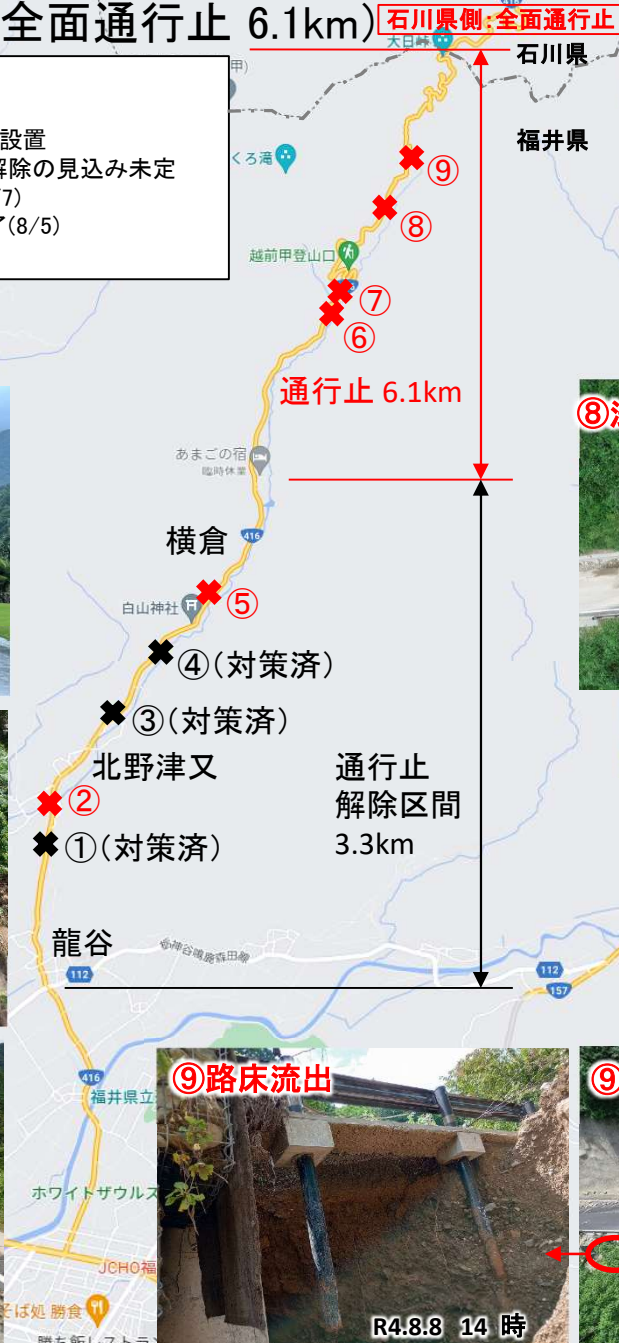 全面通行止 6.1km)
石川県側:全面通行止
大日峠
石川県
甲)
設置
解除の見込み未定
/7)
了(8/5)
福井県
くろ滝
⑨
⑧
越前甲登山口
⑦
⑥
通行止 6.1km
⑧
あまごの宿
臨時休業
横倉
416
白山神社
⑤
④(対策済)
③(対策済)
北野津又
通行止
解除区間
3.3km
②
①(対策済)
龍谷
112
112
157
416
福井県立
⑨路床流出
⑨
ホワイトザウルス
JCHO福
そば処 勝食
R4.8.8 14 時